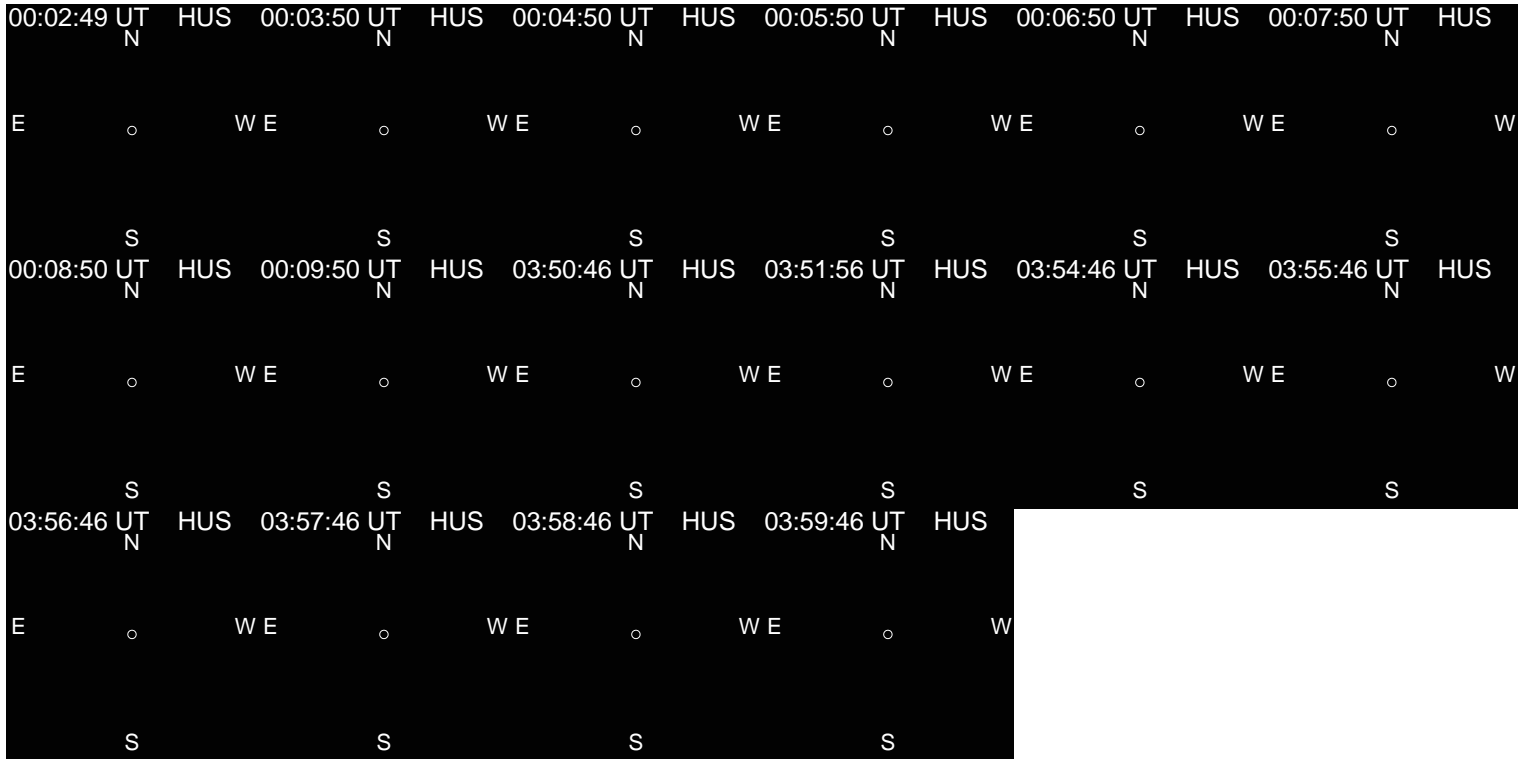 00:02:49 UT HUS 00:03:50 UT HUS 00:04:50 UT HUS 00:05:50 UT HUS 00:06:50 UT HUS 00:07:50 UT HUS
N N N N N N
E W E W E W E W E W E W
S S S S S S
00:08:50 UT HUS 00:09:50 UT HUS 03:50:46 UT HUS 03:51:56 UT HUS 03:54:46 UT HUS 03:55:46 UT HUS
N N N N N N
E W E W E W E W E W E W
S S S S S S
03:56:46 UT HUS 03:57:46 UT HUS 03:58:46 UT HUS 03:59:46 UT HUS
N N N N
E W E W E W E W
S S S S